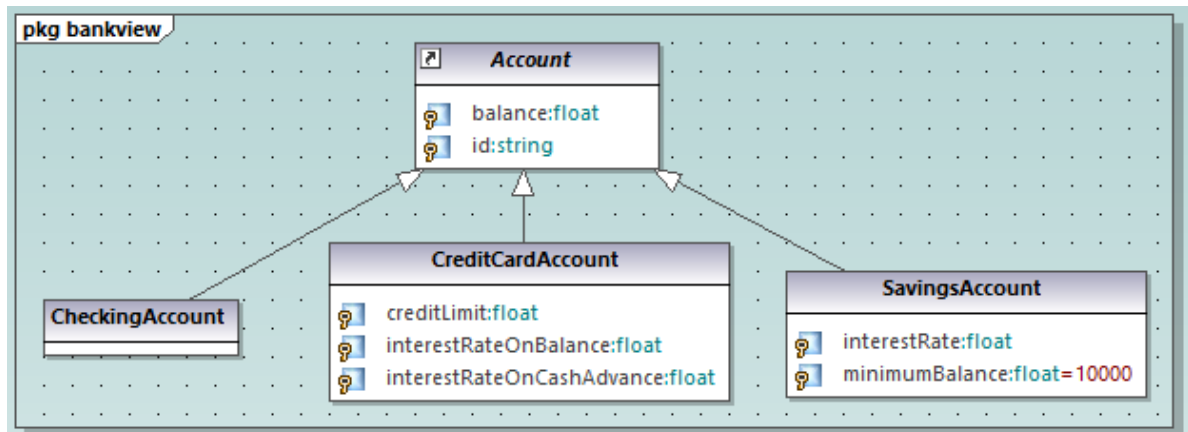 pkg bankview
Account
balance:float
id:string
CheckingAccount
CreditCardAccount
creditLimit:float
interestRateOnBalance:float
interestRateOnCashAdvance:float
SavingsAccount
interestRate:float
minimumBalance:float=10000